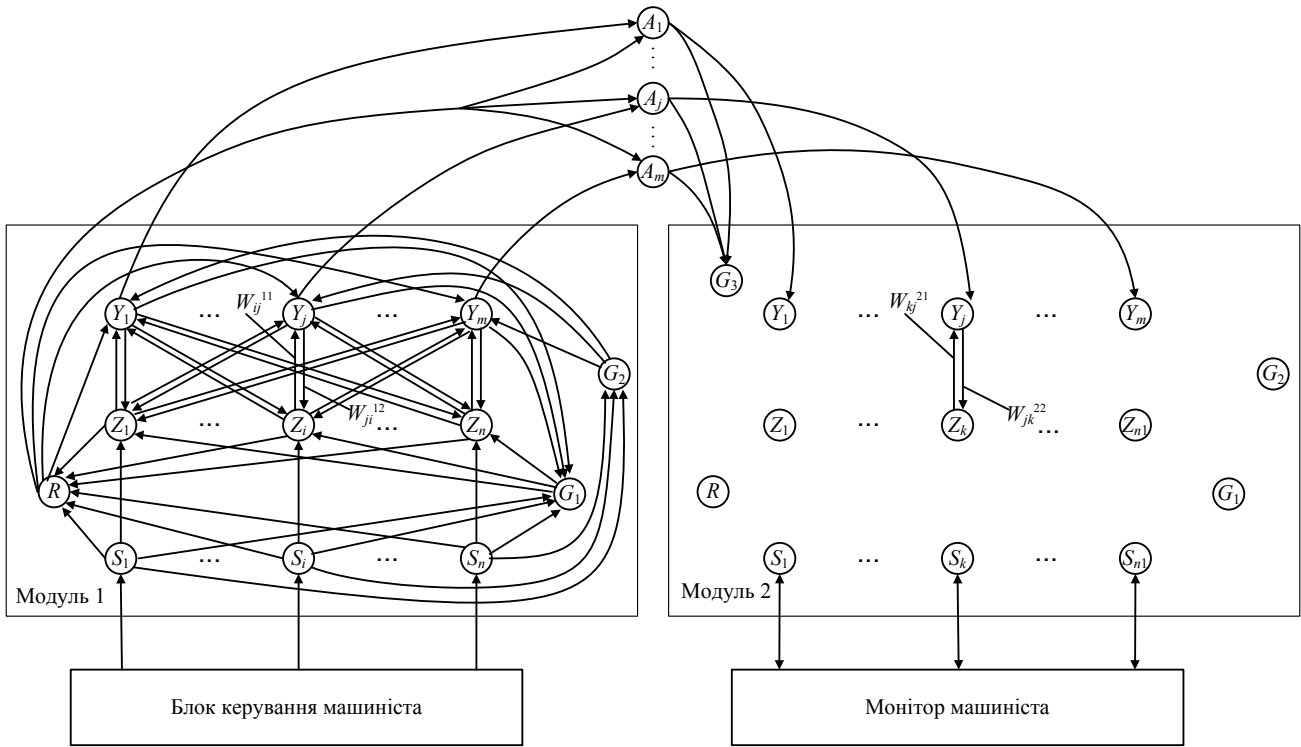 A1
Aj
Am
G3
Y1 ... Yj ... Ym
Wij11
Y1 ... Yj ... Ym
Wkj21
G2
G2
Z1 ... Zi ... Zn
Wji12
Z1 ... Zk ... Zn1
Wjk22
R
G1
R
G1
S1 ... Si ... Sn
S1 ... Sk ... Sn1
Модуль 1
Модуль 2
Блок керування машиніста
Монітор машиніста